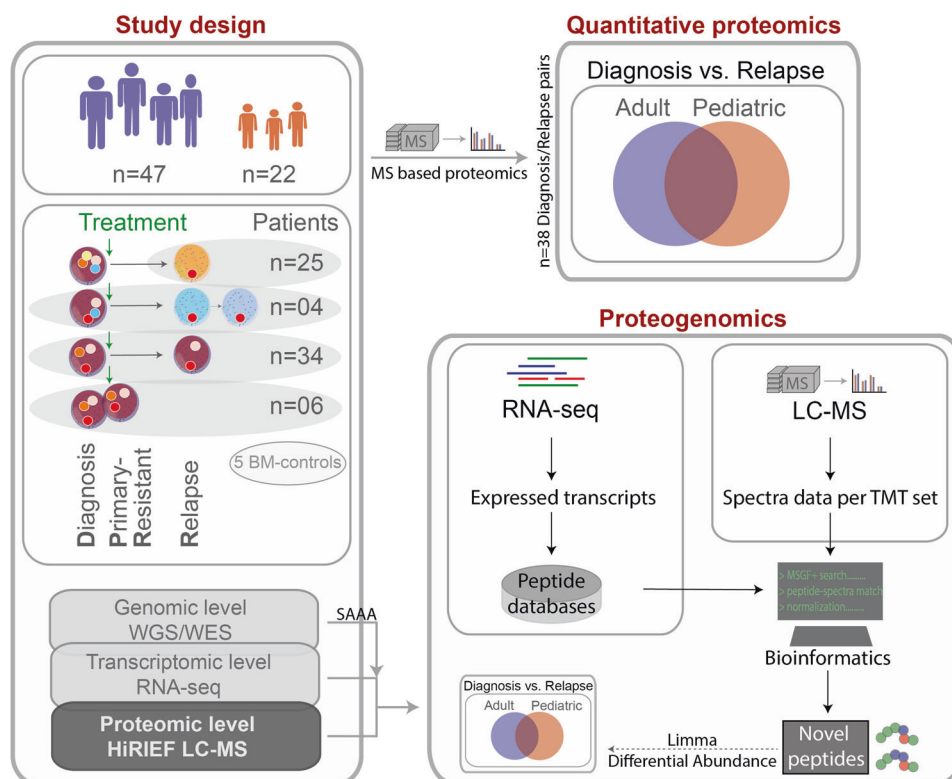 Study design
n=47
n=22
Treatment
Patients
n=25
n=04
n=34
n=06
5 BM-controls
Diagnosis
Primary-
Resistant
Relapse
Genomic level
WGS/WES
Transcriptomic level
RNA-seq
Proteomic level
HiRIEF LC-MS
SAAA
MS
MS based proteomics
Quantitative proteomics
n=38 Diagnosis/Relapse pairs
Diagnosis vs. Relapse
Adult
Pediatric
Proteogenomics
RNA-seq
Expressed transcripts
Peptide
databases
MS
LC-MS
Spectra data per TMT set
> MSGF+ search.........
> peptide-spectra match
> normalization.........
Bioinformatics
Novel
peptides
Limma
Differential Abundance
Diagnosis vs. Relapse
Adult
Pediatric